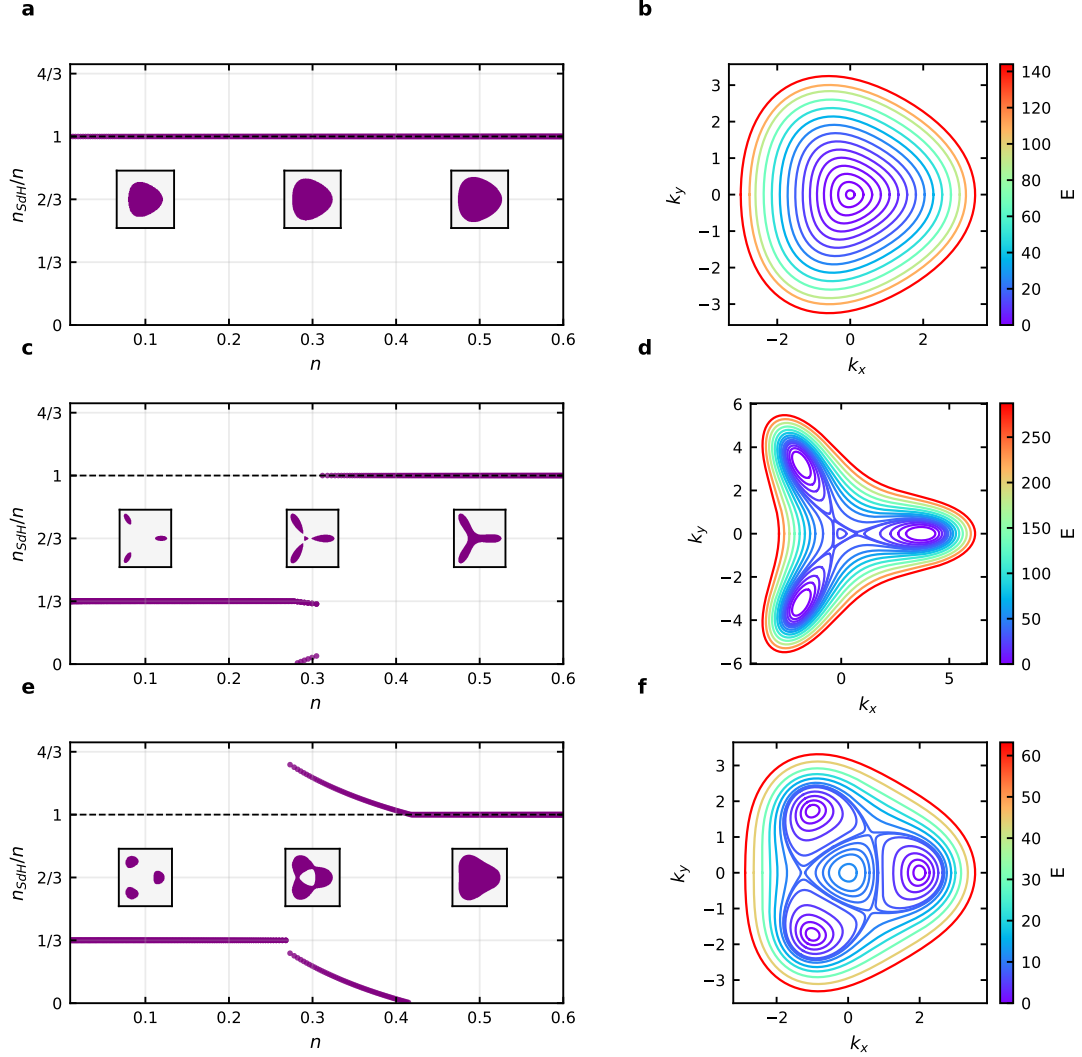 a
4/3
1
2/3
1/3
0
n_SdH/n
0.1 0.2 0.3 0.4 0.5 0.6
n
b
3
2
1
0
−1
−2
−3
k_y
−2 0 2
k_x
140
120
100
80
60
40
20
0
E
c
4/3
1
2/3
1/3
0
n_SdH/n
0.1 0.2 0.3 0.4 0.5 0.6
n
d
6
4
2
0
−2
−4
−6
k_y
0 5
k_x
250
200
150
100
50
0
E
e
4/3
1
2/3
1/3
0
n_SdH/n
0.1 0.2 0.3 0.4 0.5 0.6
n
f
3
2
1
0
−1
−2
−3
k_y
−2 0 2
k_x
60
50
40
30
20
10
0
E